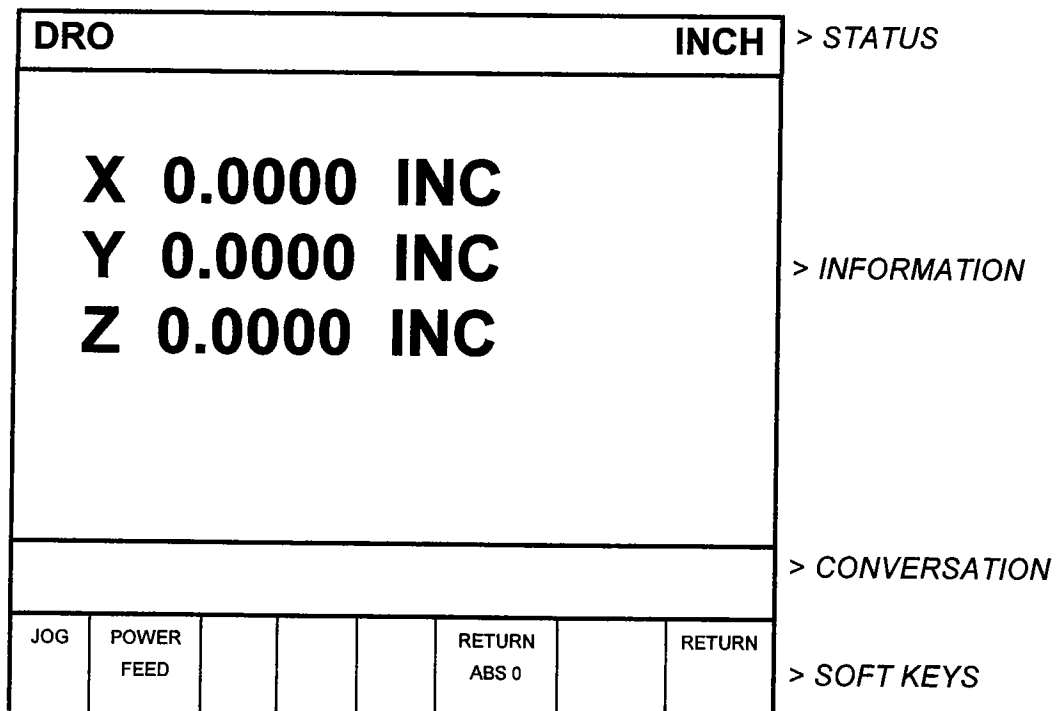 DRO INCH > STATUS
X 0.0000 INC
Y 0.0000 INC
Z 0.0000 INC
> INFORMATION
> CONVERSATION
JOG POWER FEED RETURN ABS 0 RETURN
> SOFT KEYS